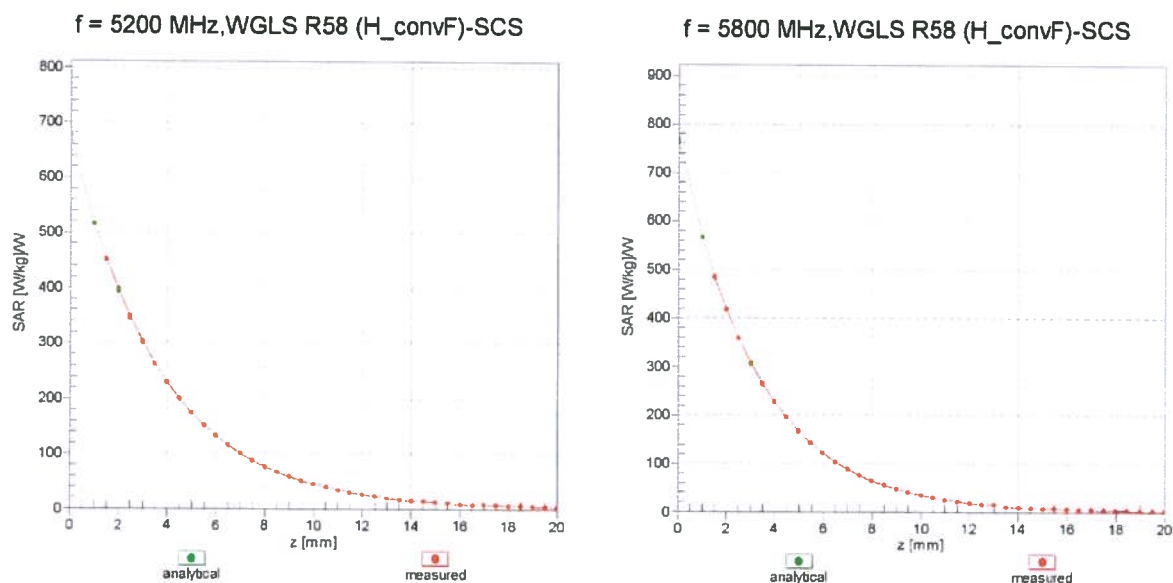 f = 5200 MHz,WGLS R58 (H_convF)-SCS
800
700
600
500
400
300
200
100
0
SAR [W/kg]/W
0 2 4 6 8 10 12 14 16 18 20
z [mm]
analytical measured
f = 5800 MHz,WGLS R58 (H_convF)-SCS
900
800
700
600
500
400
300
200
100
0
SAR [W/kg]/W
0 2 4 6 8 10 12 14 16 18 20
z [mm]
analytical measured